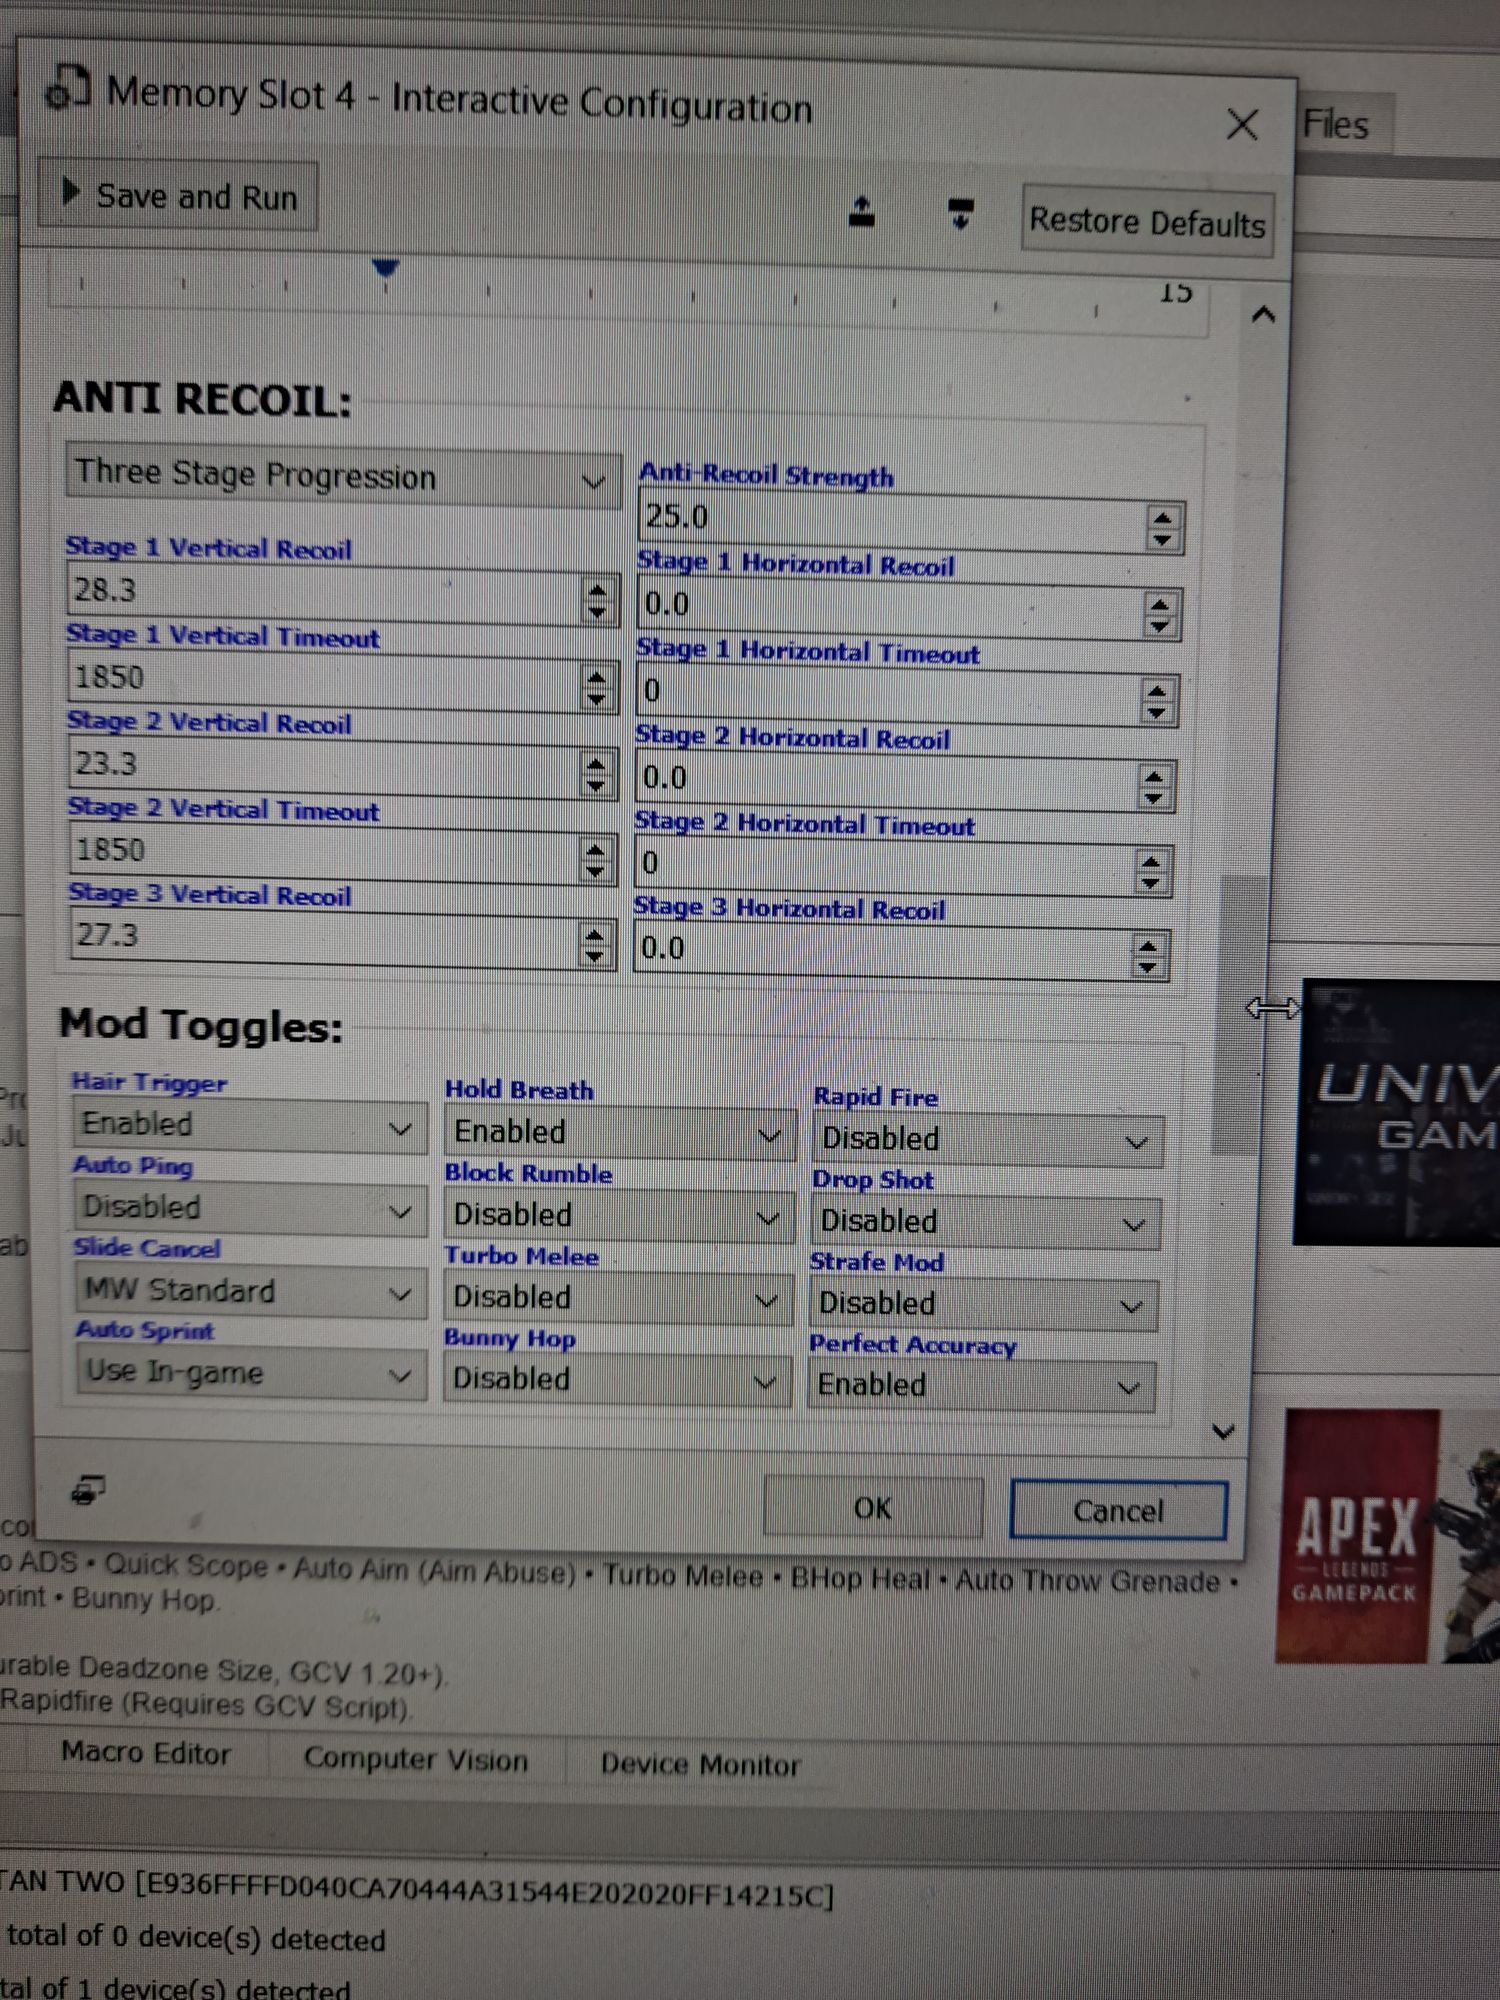 Memory Slot 4 - Interactive Configuration
Files
Save and Run
Restore Defaults
15
ANTI RECOIL:
Three Stage Progression
Anti-Recoil Strength
25.0
Stage 1 Vertical Recoil
28.3
Stage 1 Horizontal Recoil
0.0
Stage 1 Vertical Timeout
1850
Stage 1 Horizontal Timeout
0
Stage 2 Vertical Recoil
23.3
Stage 2 Horizontal Recoil
0.0
Stage 2 Vertical Timeout
1850
Stage 2 Horizontal Timeout
0
Stage 3 Vertical Recoil
27.3
Stage 3 Horizontal Recoil
0.0
Mod Toggles:
Hair Trigger
Hold Breath
Rapid Fire
Enabled
Enabled
Disabled
Auto Ping
Block Rumble
Drop Shot
Disabled
Disabled
Disabled
Slide Cancel
Turbo Melee
Strafe Mod
MW Standard
Disabled
Disabled
Auto Sprint
Bunny Hop
Perfect Accuracy
Use In-game
Disabled
Enabled
OK
Cancel
UNIV
GAM
APEX
LEGENDS
GAMEPACK
o ADS • Quick Scope • Auto Aim (Aim Abuse) • Turbo Melee • BHop Heal • Auto Throw Grenade •
print • Bunny Hop.
urable Deadzone Size, GCV 1.20+).
Rapidfire (Requires GCV Script).
Macro Editor
Computer Vision
Device Monitor
TAN TWO [E936FFFFD040CA70444A31544E202020FF14215C]
total of 0 device(s) detected
tal of 1 device(s) detected